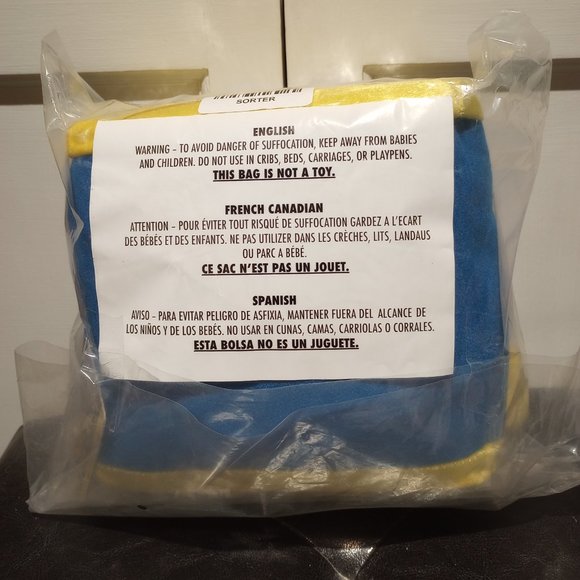 SORTER
ENGLISH
WARNING – TO AVOID DANGER OF SUFFOCATION, KEEP AWAY FROM BABIES
AND CHILDREN. DO NOT USE IN CRIBS, BEDS, CARRIAGES, OR PLAYPENS.
THIS BAG IS NOT A TOY.
FRENCH CANADIAN
ATTENTION – POUR ÉVITER TOUT RISQUÉ DE SUFFOCATION GARDEZ A L'ECART
DES BÉBÉS ET DES ENFANTS. NE PAS UTILIZER DANS LES CRÈCHES, LITS, LANDAUS
OU PARC A BÉBÉ.
CE SAC N'EST PAS UN JOUET.
SPANISH
AVISO – PARA EVITAR PELIGRO DE ASFIXIA, MANTENER FUERA DEL ALCANCE DE
LOS NIÑOS Y DE LOS BEBÉS. NO USAR EN CUNAS, CAMAS, CARRIOLAS O CORRALES.
ESTA BOLSA NO ES UN JUGUETE.